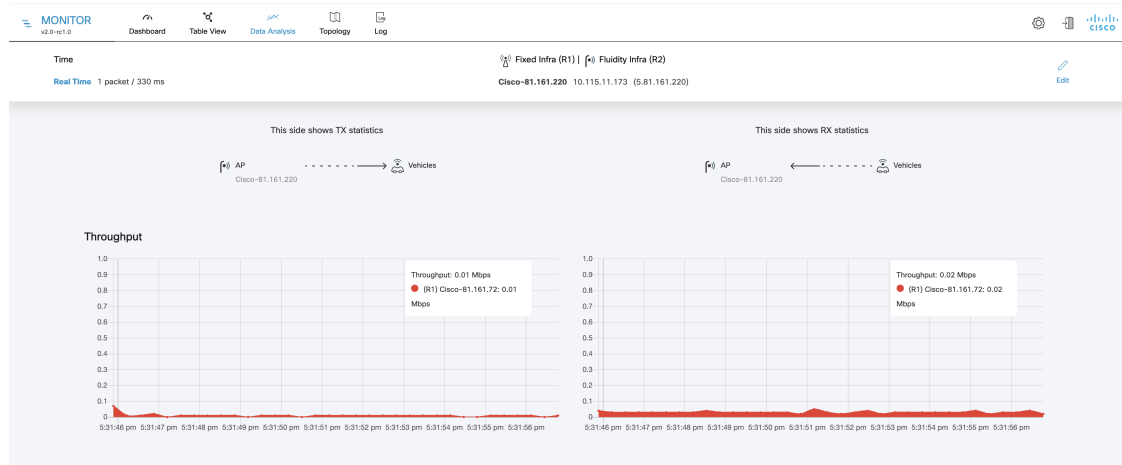 MONITOR
v2.0-rc1.0
Dashboard
Table View
Data Analysis
Topology
Log
Log
CISCO
Time
Fixed Infra (R1) | Fluidity Infra (R2)
Real Time 1 packet / 330 ms
Cisco-81.161.220 10.115.11.173 (5.81.161.220)
Edit
This side shows TX statistics
This side shows RX statistics
AP
Vehicles
Cisco-81.161.220
AP
Vehicles
Cisco-81.161.220
Throughput
1.0
0.9
0.8
0.7
0.6
0.5
0.4
0.3
0.2
0.1
0
Throughput: 0.01 Mbps
(R1) Cisco-81.161.72: 0.01
Mbps
5:31:46 pm 5:31:47 pm 5:31:48 pm 5:31:49 pm 5:31:50 pm 5:31:51 pm 5:31:52 pm 5:31:53 pm 5:31:54 pm 5:31:55 pm 5:31:56 pm
1.0
0.9
0.8
0.7
0.6
0.5
0.4
0.3
0.2
0.1
0
Throughput: 0.02 Mbps
(R1) Cisco-81.161.72: 0.02
Mbps
5:31:46 pm 5:31:47 pm 5:31:48 pm 5:31:49 pm 5:31:50 pm 5:31:51 pm 5:31:52 pm 5:31:53 pm 5:31:54 pm 5:31:55 pm 5:31:56 pm